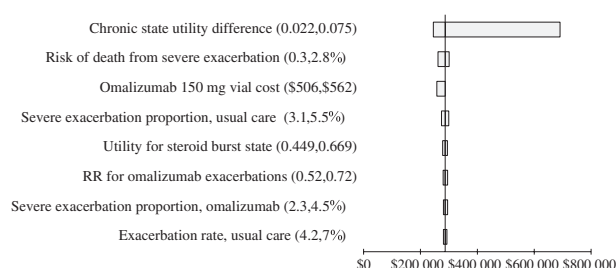 Chronic state utility difference (0.022,0.075)
Risk of death from severe exacerbation (0.3,2.8%)
Omalizumab 150 mg vial cost ($506,$562)
Severe exacerbation proportion, usual care (3.1,5.5%)
Utility for steroid burst state (0.449,0.669)
RR for omalizumab exacerbations (0.52,0.72)
Severe exacerbation proportion, omalizumab (2.3,4.5%)
Exacerbation rate, usual care (4.2,7%)
$0 $200 000 $400 000 $600 000 $800 000